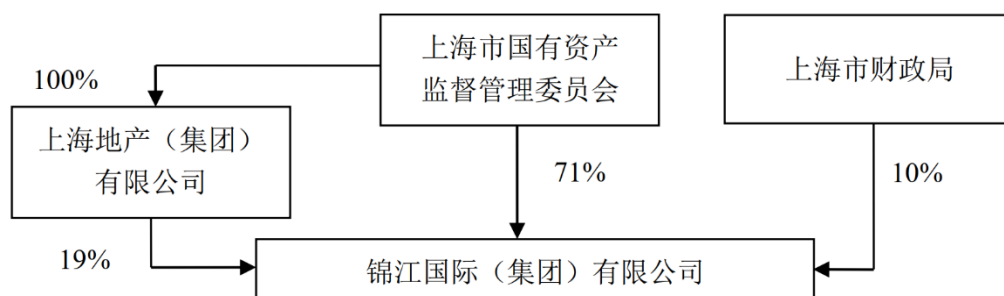 上海市国有资产
监督管理委员会
上海市财政局
100%
上海地产（集团）
有限公司
71%
10%
19%
锦江国际（集团）有限公司